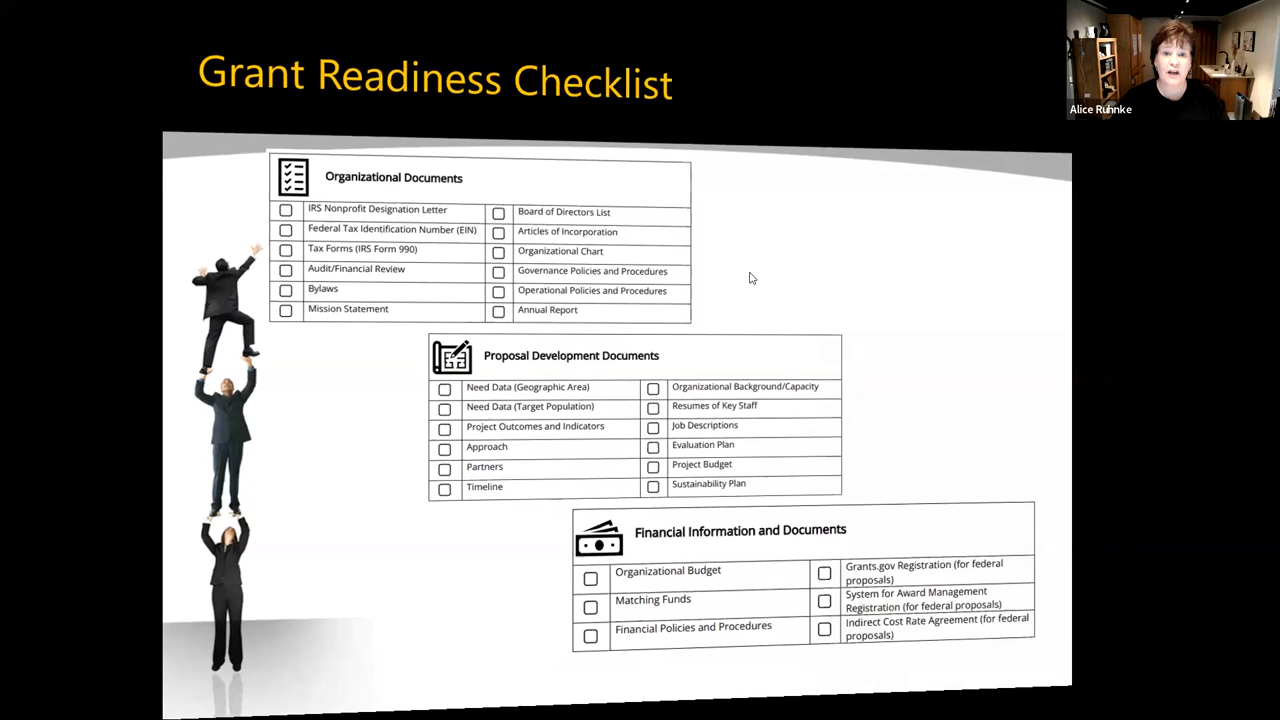 Grant Readiness Checklist
Alice Ruhnke
Organizational Documents
IRS Nonprofit Designation Letter
Board of Directors List
Federal Tax Identification Number (EIN)
Articles of Incorporation
Tax Forms (IRS Form 990)
Organizational Chart
Audit/Financial Review
Governance Policies and Procedures
Bylaws
Operational Policies and Procedures
Mission Statement
Annual Report
Proposal Development Documents
Need Data (Geographic Area)
Organizational Background/Capacity
Need Data (Target Population)
Resumes of Key Staff
Project Outcomes and Indicators
Job Descriptions
Approach
Evaluation Plan
Partners
Project Budget
Timeline
Sustainability Plan
Financial Information and Documents
Organizational Budget
Grants.gov Registration (for federal
proposals)
Matching Funds
System for Award Management
Registration (for federal proposals)
Financial Policies and Procedures
Indirect Cost Rate Agreement (for federal
proposals)